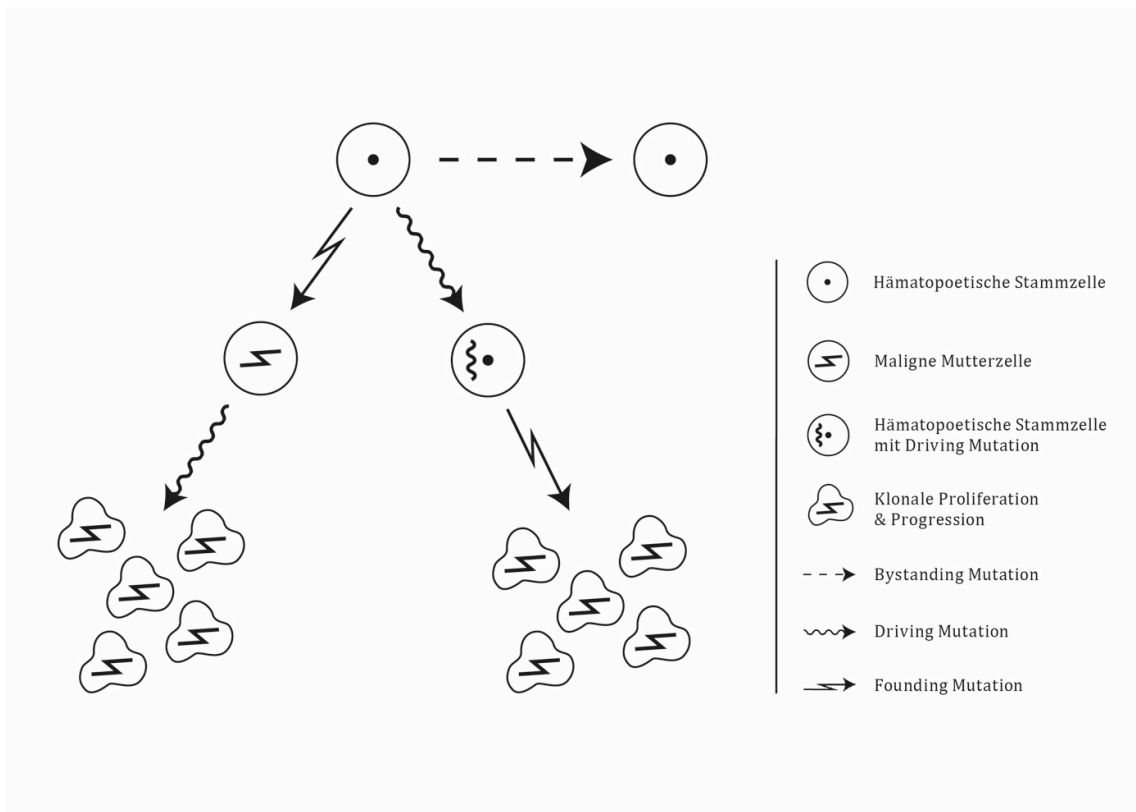 Hämatopoetische Stammzelle
Maligne Mutterzelle
Hämatopoetische Stammzelle
mit Driving Mutation
Klonale Proliferation
& Progression
Bystanding Mutation
Driving Mutation
Founding Mutation